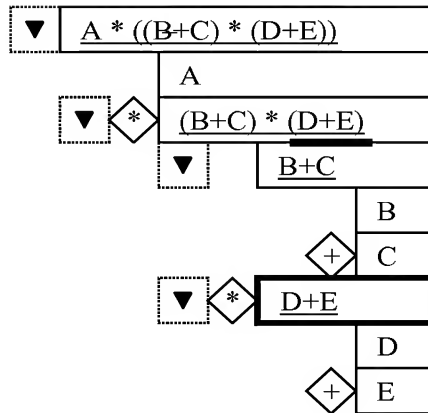 A * ((B+C) * (D+E))
A
* (B+C) * (D+E)
B+C
B
+ C
* D+E
D
+ E